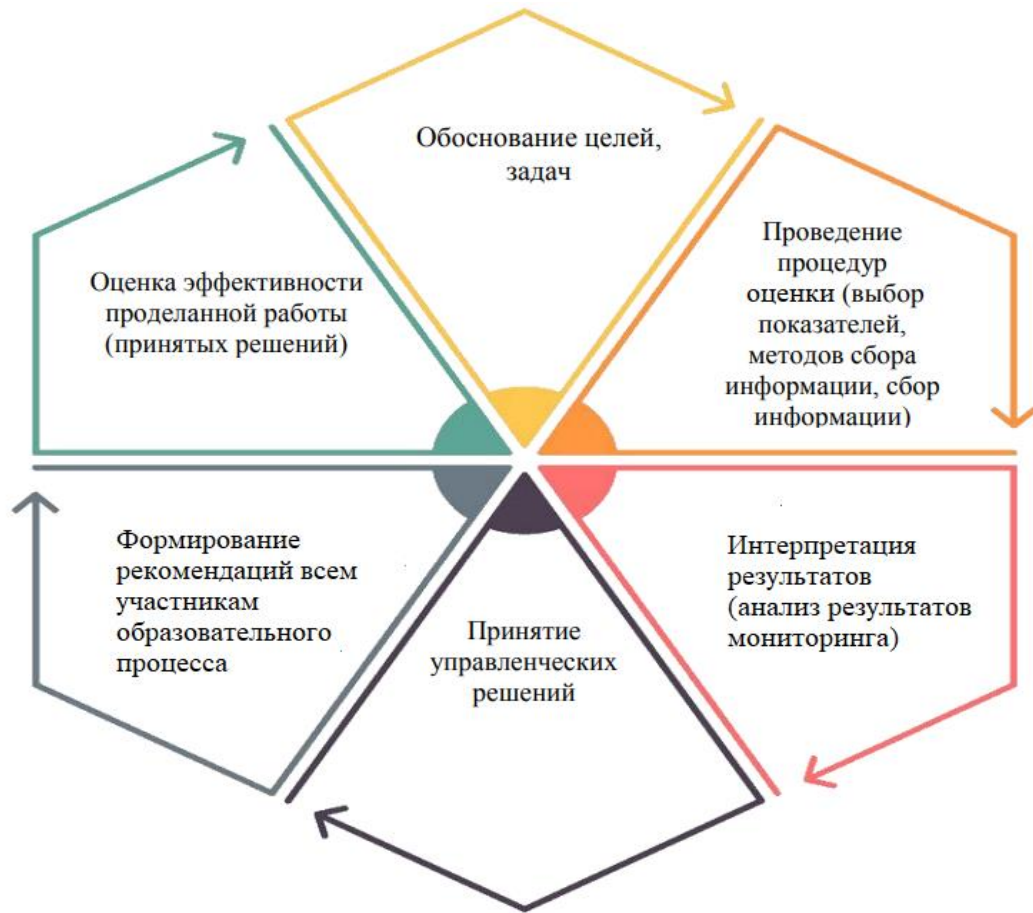 Обоснование целей,
задач
Проведение
процедур
оценки (выбор
показателей,
методов сбора
информации, сбор
информации)
Интерпретация
результатов
(анализ результатов
мониторинга)
Принятие
управленческих
решений
Формирование
рекомендаций всем
участникам
образовательного
процесса
Оценка эффективности
проделанной работы
(принятых решений)